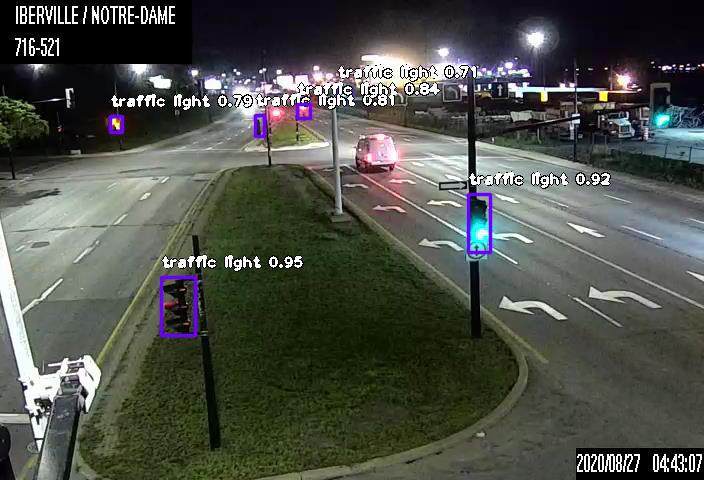 IBERVILLE / NOTRE-DAME
716-521
traffic light 0.71
traffic light 0.84
traffic light 0.79
traffic light 0.81
traffic light 0.92
traffic light 0.95
2020/08/27 04:43:07